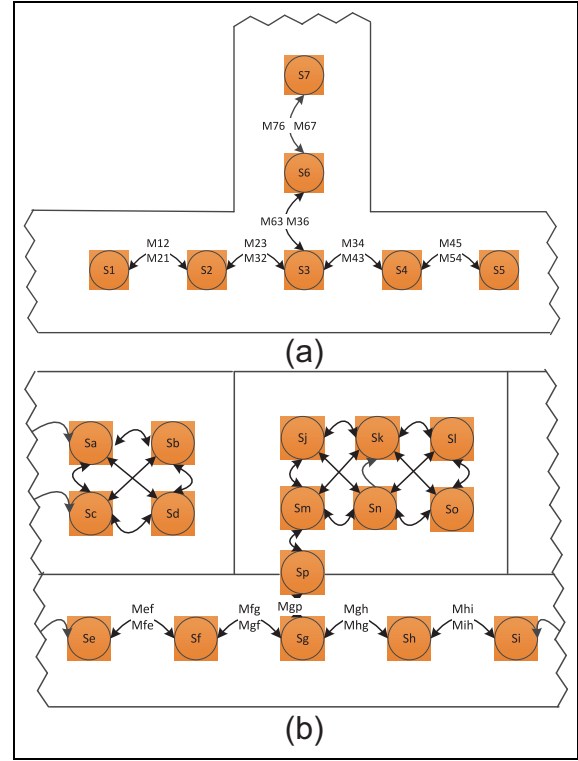 S7
M76 M67
S6
M63 M36
M12 M23 M34 M45
M21 M32 M43 M54
S1 S2 S3 S4 S5
(a)
Sa Sb Sj Sk Sl
Sc Sd Sm Sn So
Sp
Mgp
Mef Mfg Mgh Mhi
Mfe Mgf Mhg Mih
Se Sf Sg Sh Si
(b)